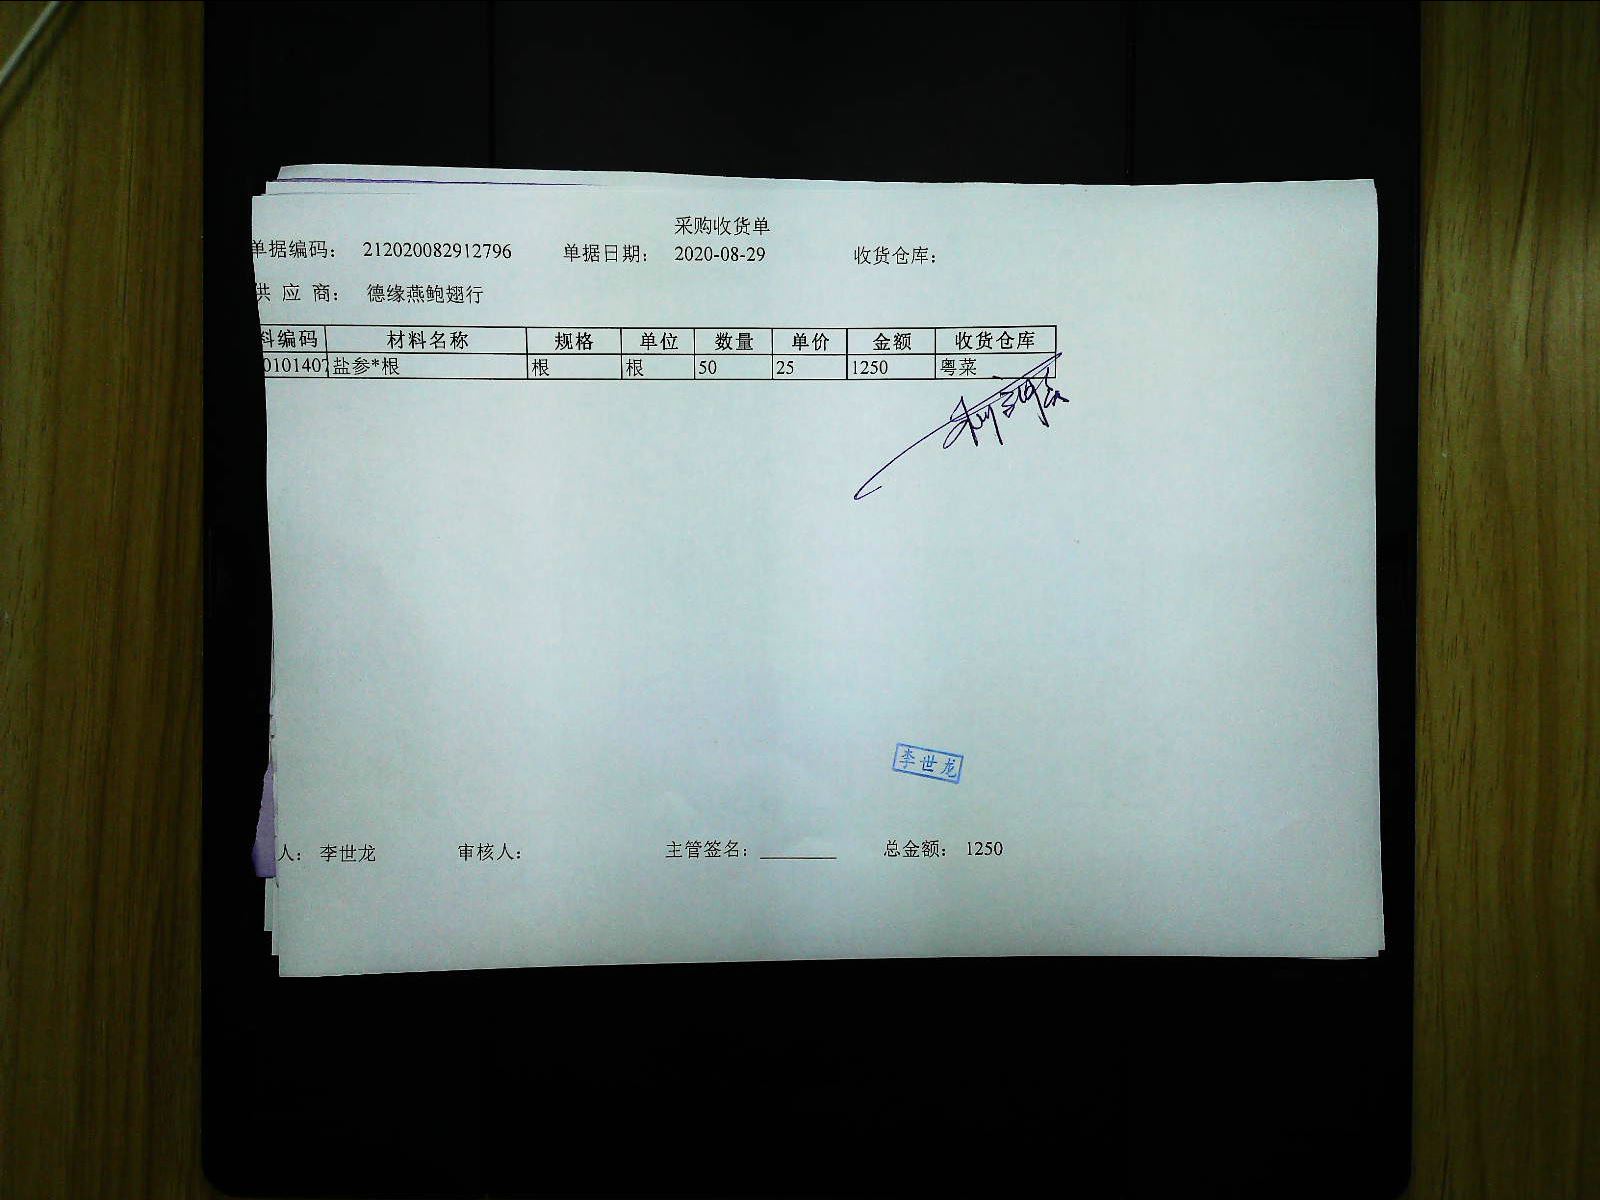 采购收货单
单据编码： 212020082912796 单据日期： 2020-08-29 收货仓库：
供 应 商： 德缘燕鲍翅行
料编码 材料名称 规格 单位 数量 单价 金额 收货仓库
0101407 盐参*根 根 根 50 25 1250 粤菜
李世龙
人： 李世龙 审核人： 主管签名：________ 总金额： 1250